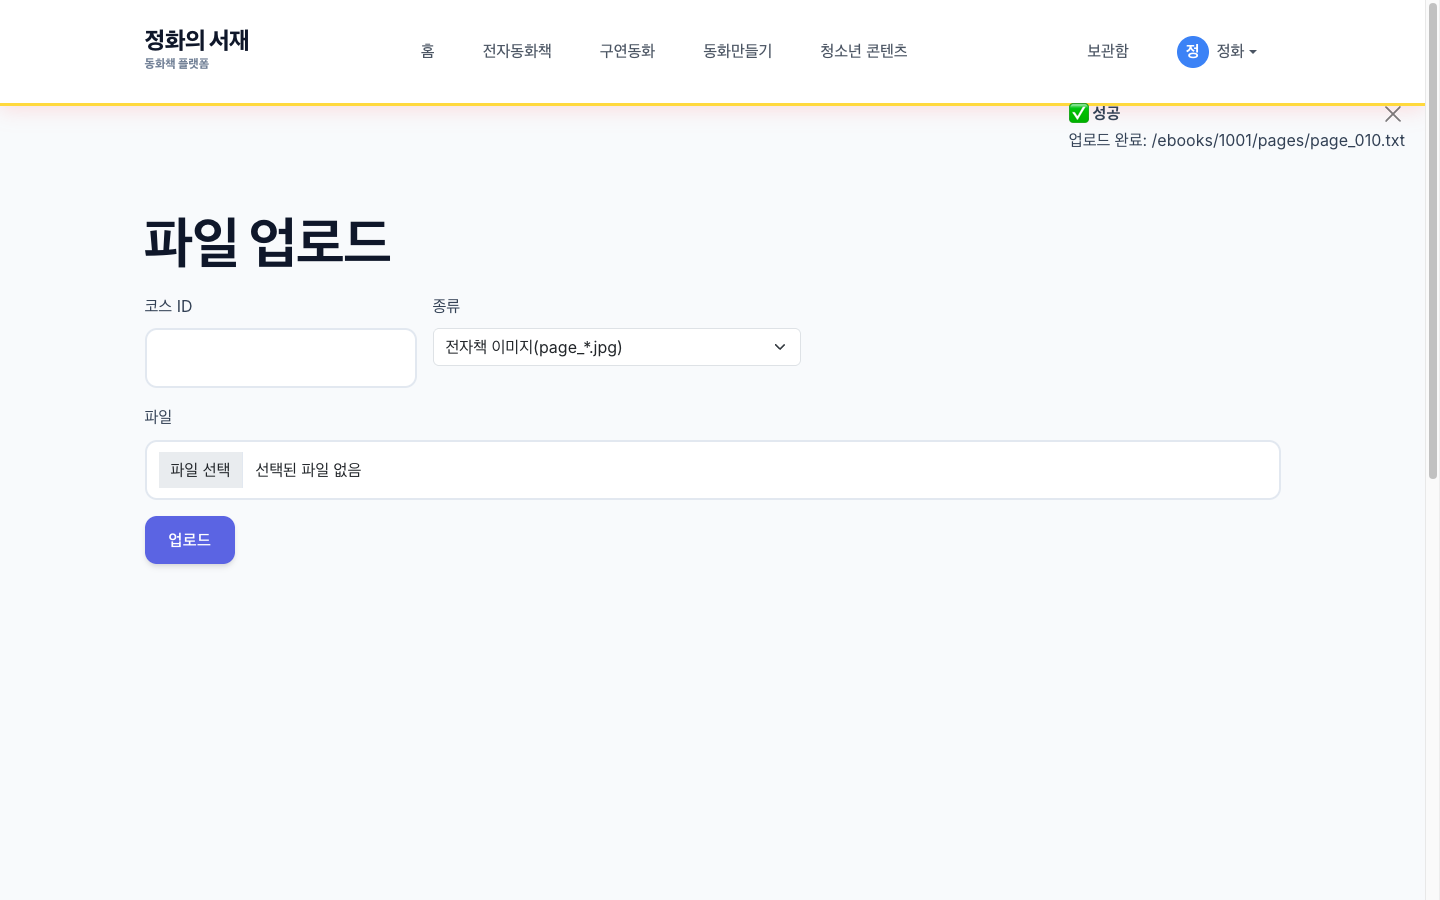 정화의 서재
동화책 플랫폼
홈 전자동화책 구연동화 동화만들기 청소년 콘텐츠 보관함 정 정화
✅ 성공
업로드 완료: /ebooks/1001/pages/page_010.txt
파일 업로드
코스 ID 종류
전자책 이미지(page_*.jpg)
파일
파일 선택 선택된 파일 없음
업로드